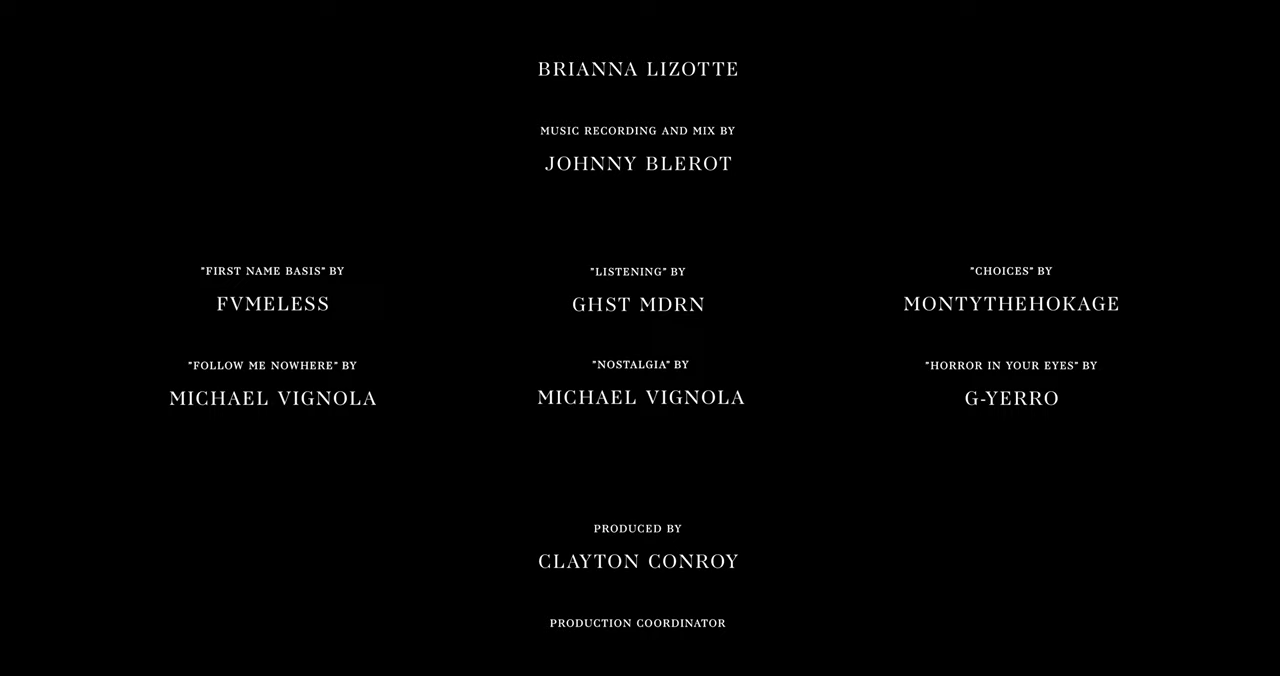 BRIANNA LIZOTTE
MUSIC RECORDING AND MIX BY
JOHNNY BLEROT
"FIRST NAME BASIS" BY
FVMELESS
"LISTENING" BY
GHST MDRN
"CHOICES" BY
MONTYTHEHOKAGE
"FOLLOW ME NOWHERE" BY
MICHAEL VIGNOLA
"NOSTALGIA" BY
MICHAEL VIGNOLA
"HORROR IN YOUR EYES" BY
G-YERRO
PRODUCED BY
CLAYTON CONROY
PRODUCTION COORDINATOR